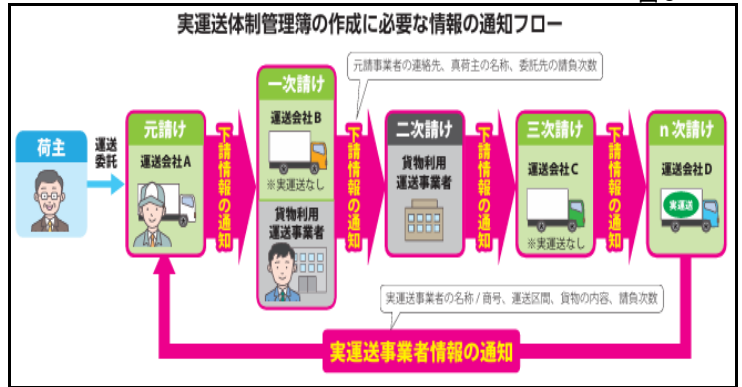 実運送体制管理簿の作成に必要な情報の通知フロー
元請事業者の連絡先、真荷主の名称、委託先の請負次数
荷主
運送
委託
元請け
運送会社A
下請情報の通知
一次請け
運送会社B
※実運送なし
貨物利用
運送事業者
下請情報の通知
二次請け
貨物利用
運送事業者
下請情報の通知
三次請け
運送会社C
※実運送なし
下請情報の通知
n次請け
運送会社D
実運送
実運送事業者の名称/商号、運送区間、貨物の内容、請負次数
実運送事業者情報の通知